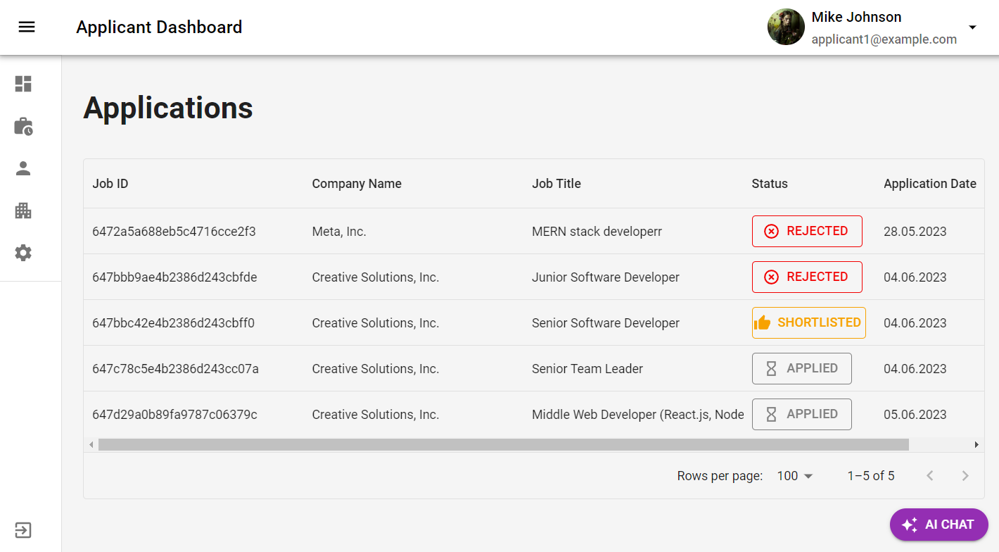 Applicant Dashboard
Mike Johnson
applicant1@example.com
Applications
Job ID Company Name Job Title Status Application Date
6472a5a688eb5c4716cce2f3 Meta, Inc. MERN stack developerr REJECTED 28.05.2023
647bbb9ae4b2386d243cbfde Creative Solutions, Inc. Junior Software Developer REJECTED 04.06.2023
647bbc42e4b2386d243cbff0 Creative Solutions, Inc. Senior Software Developer SHORTLISTED 04.06.2023
647c78c5e4b2386d243cc07a Creative Solutions, Inc. Senior Team Leader APPLIED 04.06.2023
647d29a0b89fa9787c06379c Creative Solutions, Inc. Middle Web Developer (React.js, Node APPLIED 05.06.2023
Rows per page: 100 1–5 of 5
AI CHAT